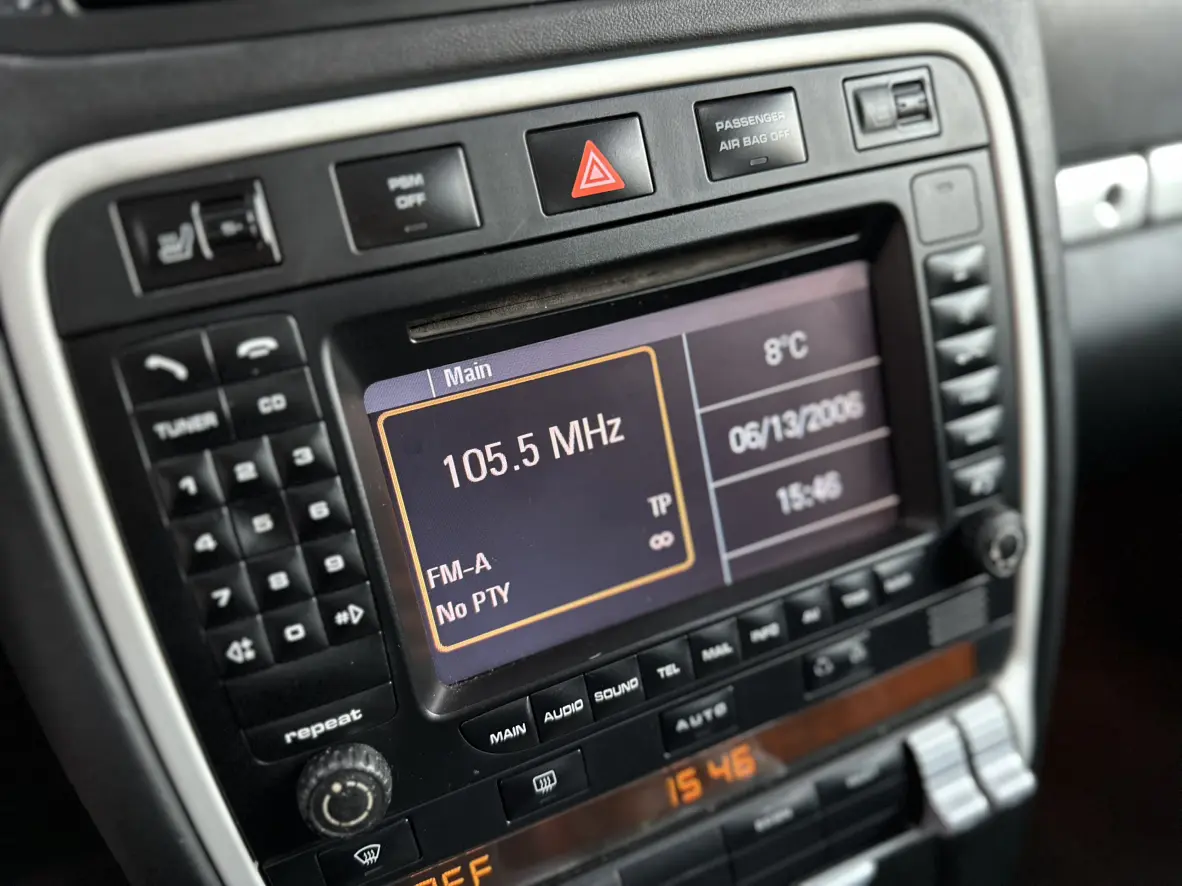 PSM
OFF
PASSENGER
AIR BAG OFF
Main
105.5 MHz
TP
∞
FM-A
No PTY
8°C
06/13/2006
15:46
TUNER
CD
1
2
3
4
5
6
7
8
9
0
#
repeat
MAIN
AUDIO
SOUND
TEL
MAIL
INFO
AUTO
15 46
OFF